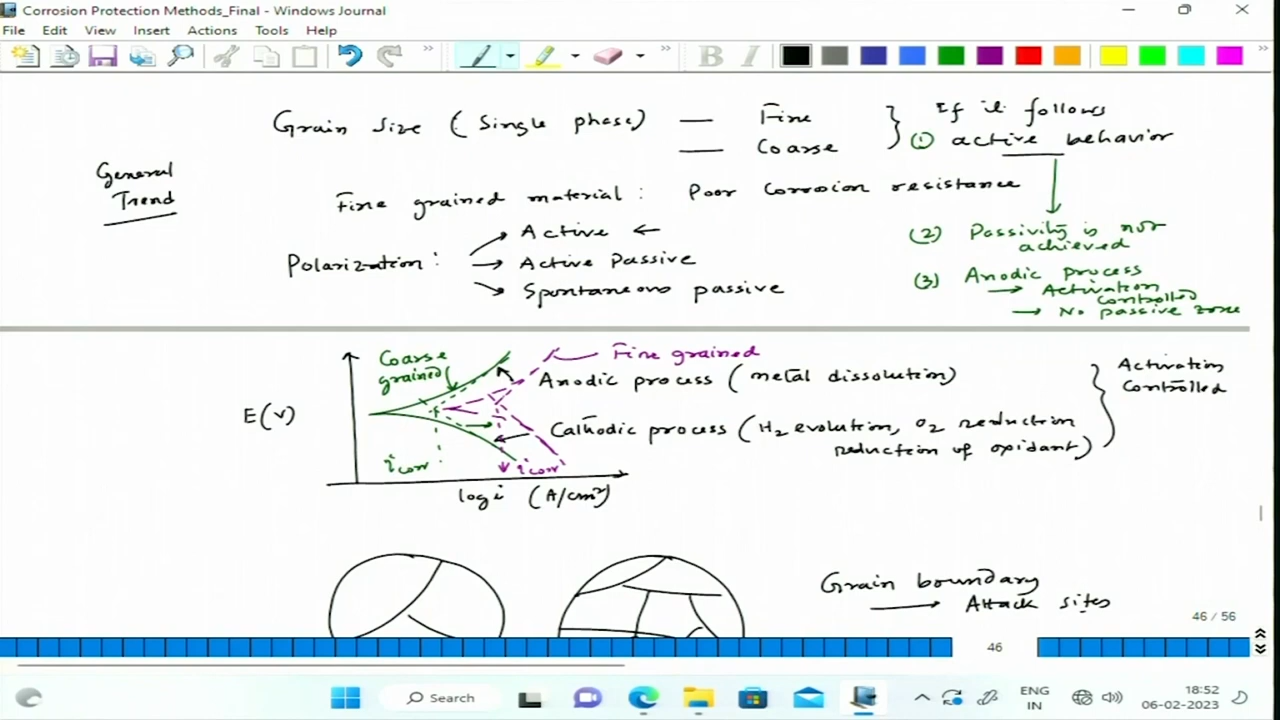 Corrosion Protection Methods_Final - Windows Journal
File Edit View Insert Actions Tools Help
B I
Grain size (Single phase) — Fine
— Coarse
If it follows
(1) active behavior
General
Trend
Fine grained material : Poor Corrosion resistance
(2) Passivity is not
achieved
(3) Anodic process
→ Activation
controlled
→ No passive zone
Polarization : → Active ←
→ Active Passive
→ Spontaneous passive
Coarse
grained
Fine grained
Anodic process (metal dissolution)
Cathodic process (H2 evolution, O2 reduction
reduction of oxidant)
Activation
Controlled
E(V)
icorr
icorr
log i (A/cm²)
Grain boundary
→ Attack sites
46 / 56
46
Search
ENG
IN
18:52
06-02-2023